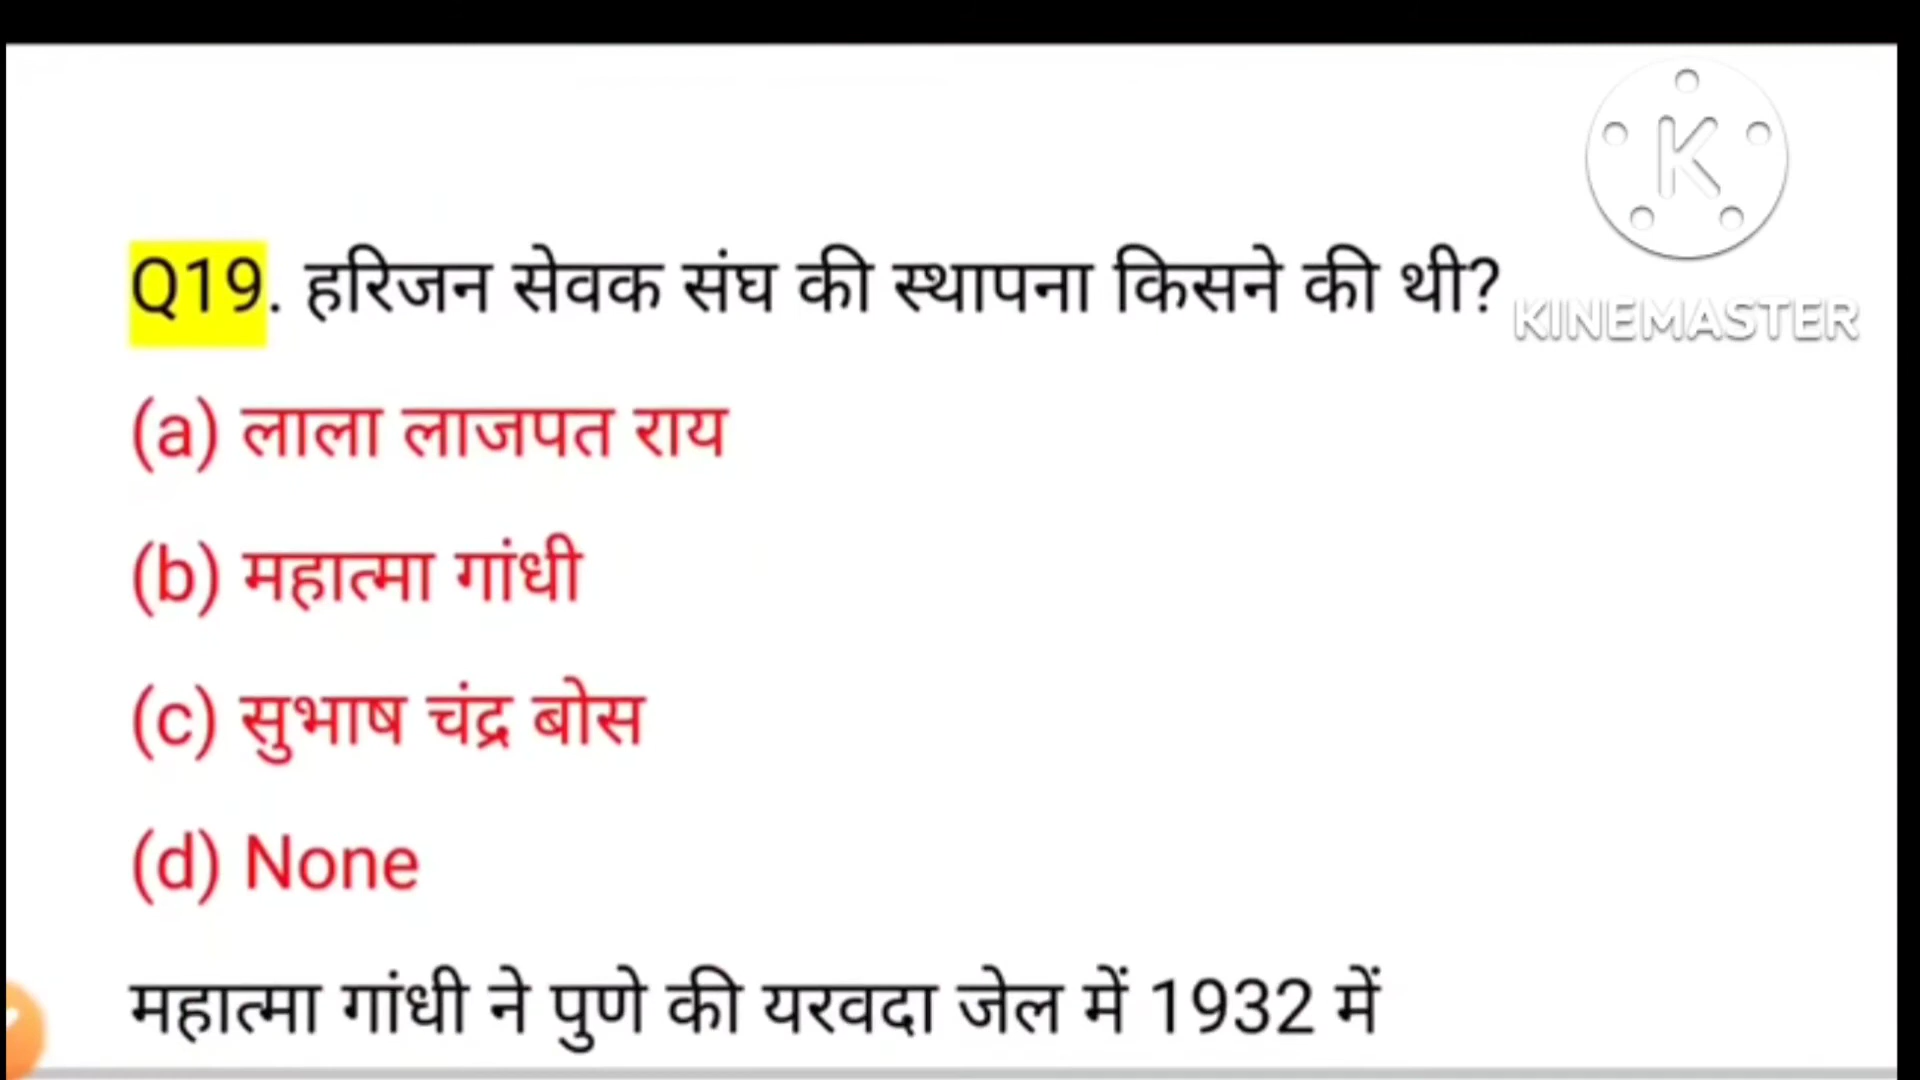 Q19. हरिजन सेवक संघ की स्थापना किसने की थी?
KINEMASTER
(a) लाला लाजपत राय
(b) महात्मा गांधी
(c) सुभाष चंद्र बोस
(d) None
महात्मा गांधी ने पुणे की यरवदा जेल में 1932 में